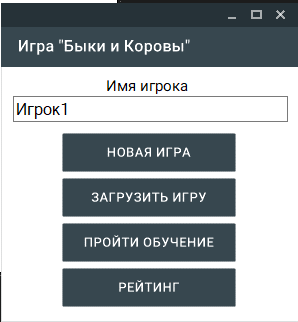 Игра "Быки и Коровы"
Имя игрока
Игрок1
НОВАЯ ИГРА
ЗАГРУЗИТЬ ИГРУ
ПРОЙТИ ОБУЧЕНИЕ
РЕЙТИНГ